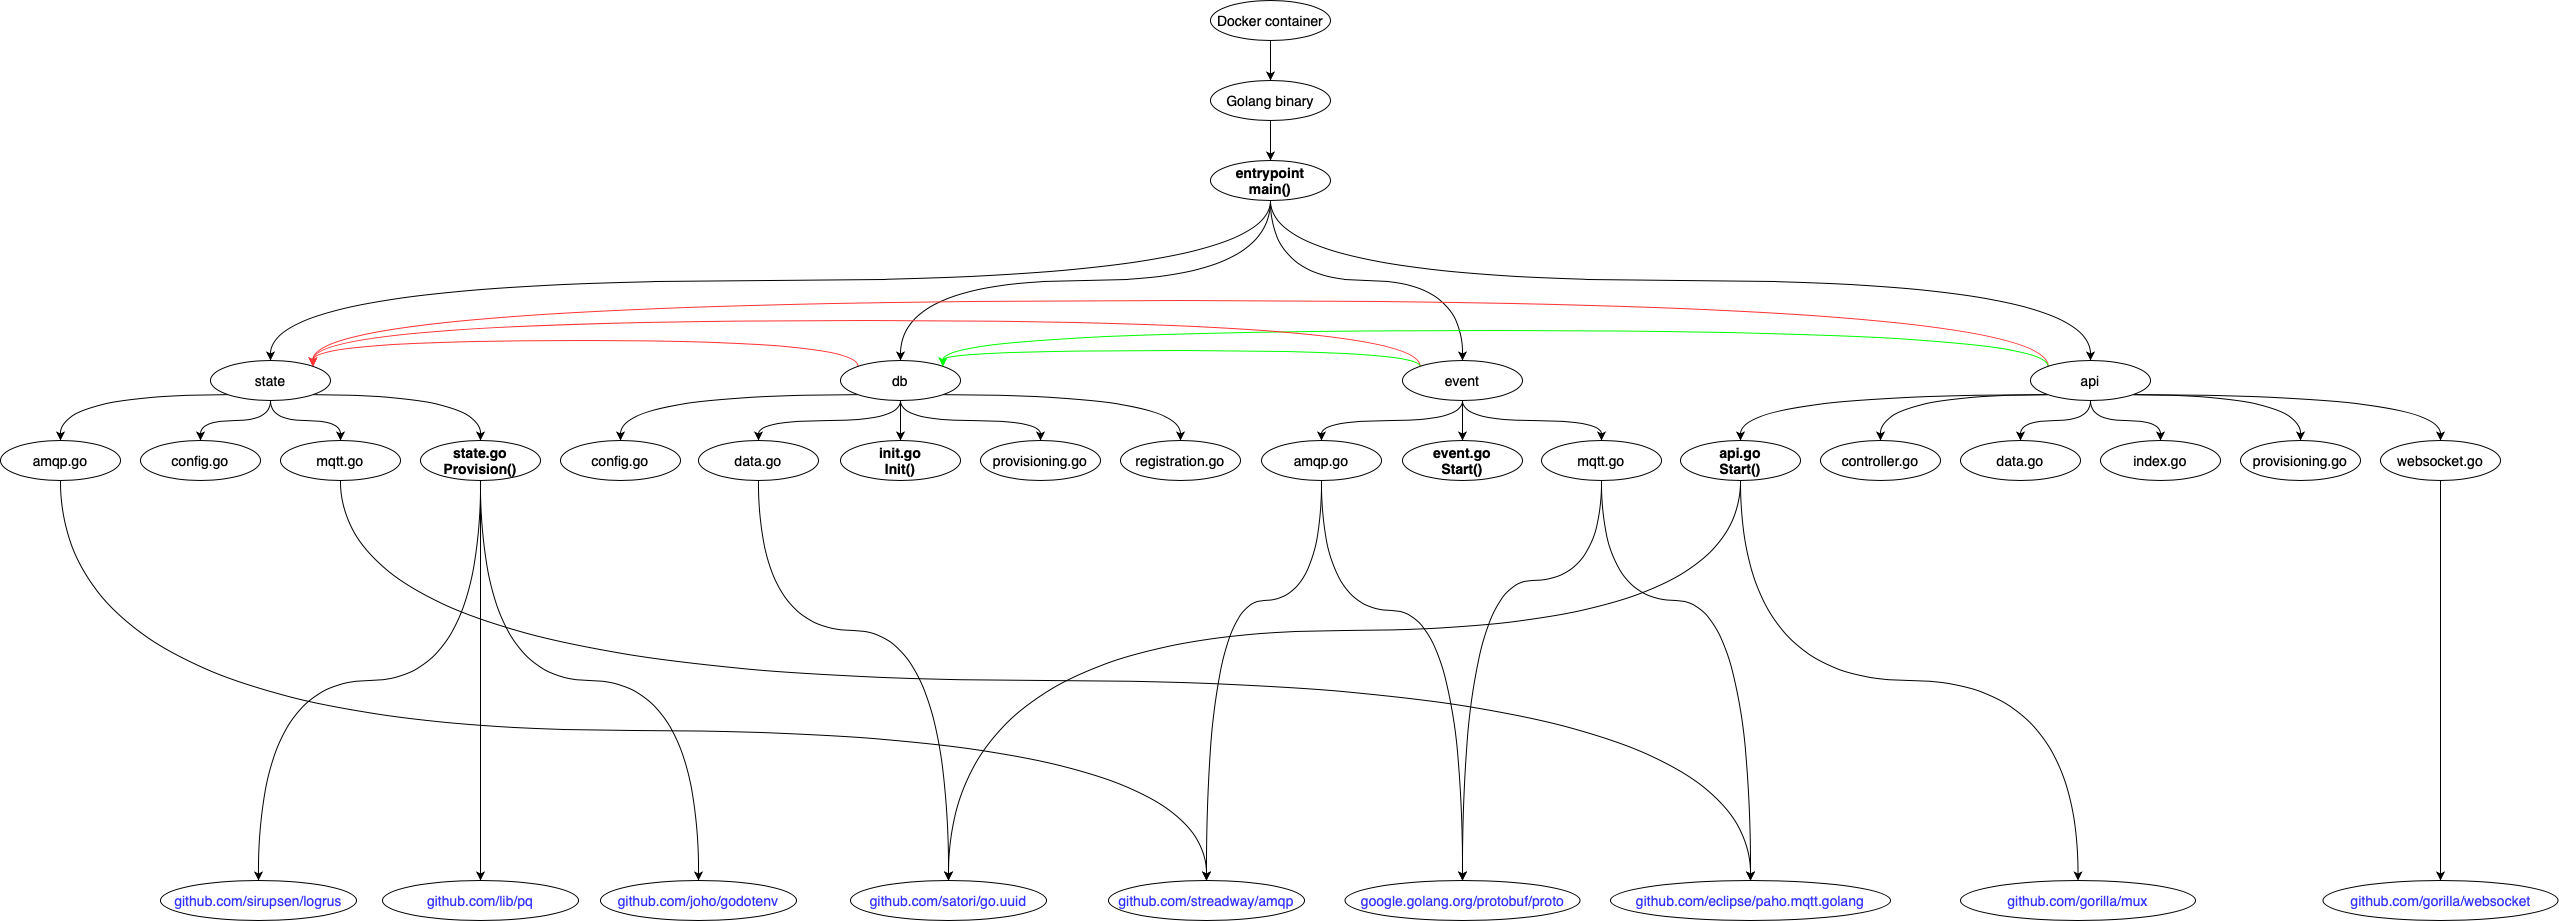 Docker container
Golang binary
entrypoint
main()
state
db
event
api
amqp.go
config.go
mqtt.go
state.go
Provision()
config.go
data.go
init.go
Init()
provisioning.go
registration.go
amqp.go
event.go
Start()
mqtt.go
api.go
Start()
controller.go
data.go
index.go
provisioning.go
websocket.go
github.com/sirupsen/logrus
github.com/lib/pq
github.com/joho/godotenv
github.com/satori/go.uuid
github.com/streadway/amqp
google.golang.org/protobuf/proto
github.com/eclipse/paho.mqtt.golang
github.com/gorilla/mux
github.com/gorilla/websocket